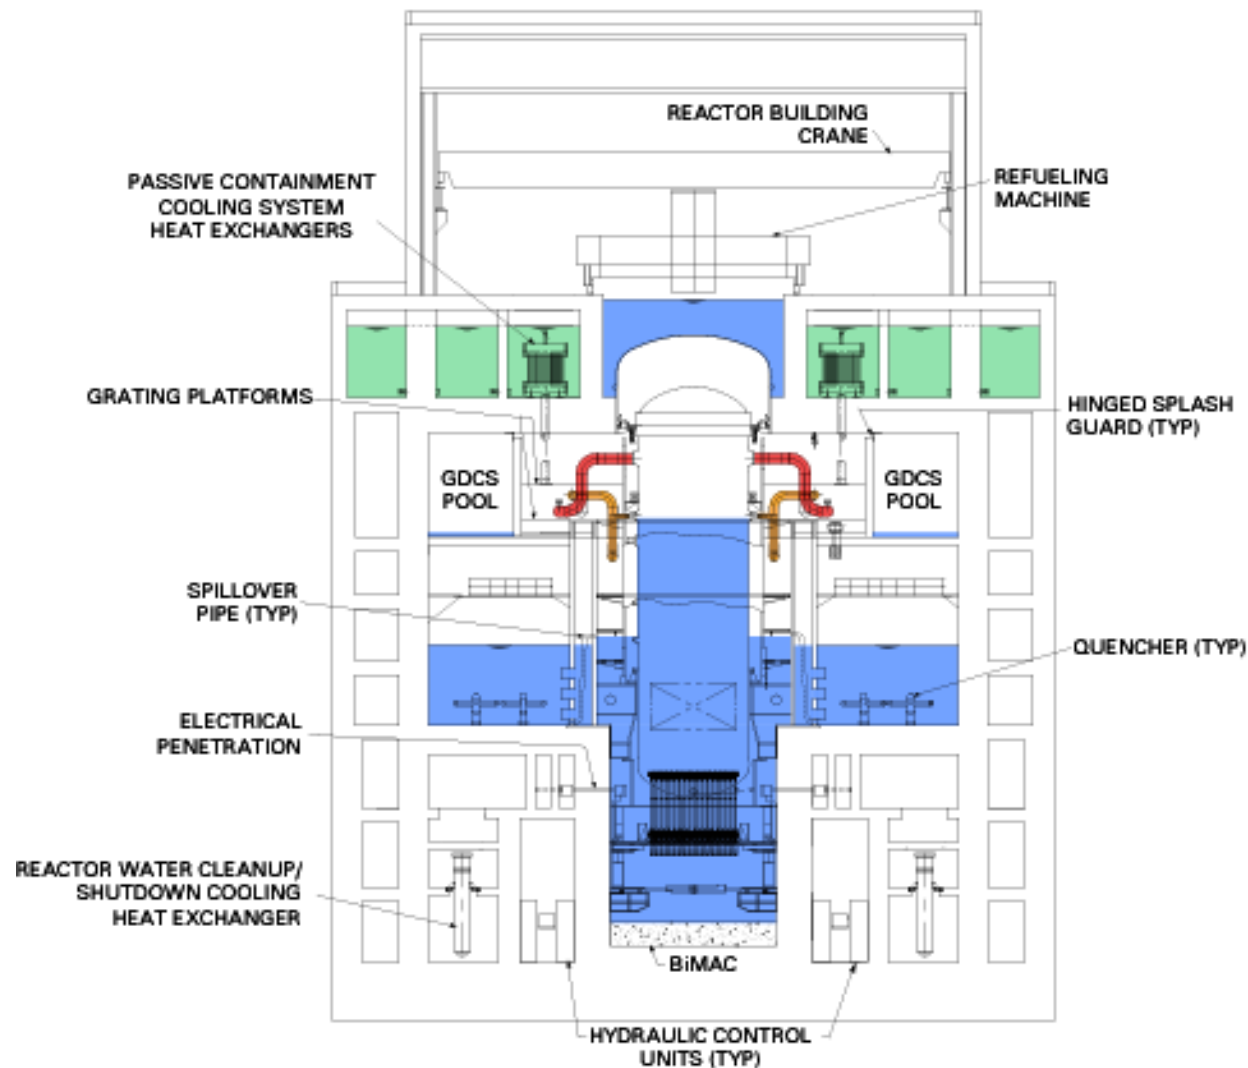 REACTOR BUILDING
CRANE
PASSIVE CONTAINMENT
COOLING SYSTEM
HEAT EXCHANGERS
REFUELING
MACHINE
GRATING PLATFORMS
HINGED SPLASH
GUARD (TYP)
GDCS
POOL
GDCS
POOL
SPILLOVER
PIPE (TYP)
QUENCHER (TYP)
ELECTRICAL
PENETRATION
REACTOR WATER CLEANUP/
SHUTDOWN COOLING
HEAT EXCHANGER
BiMAC
HYDRAULIC CONTROL
UNITS (TYP)